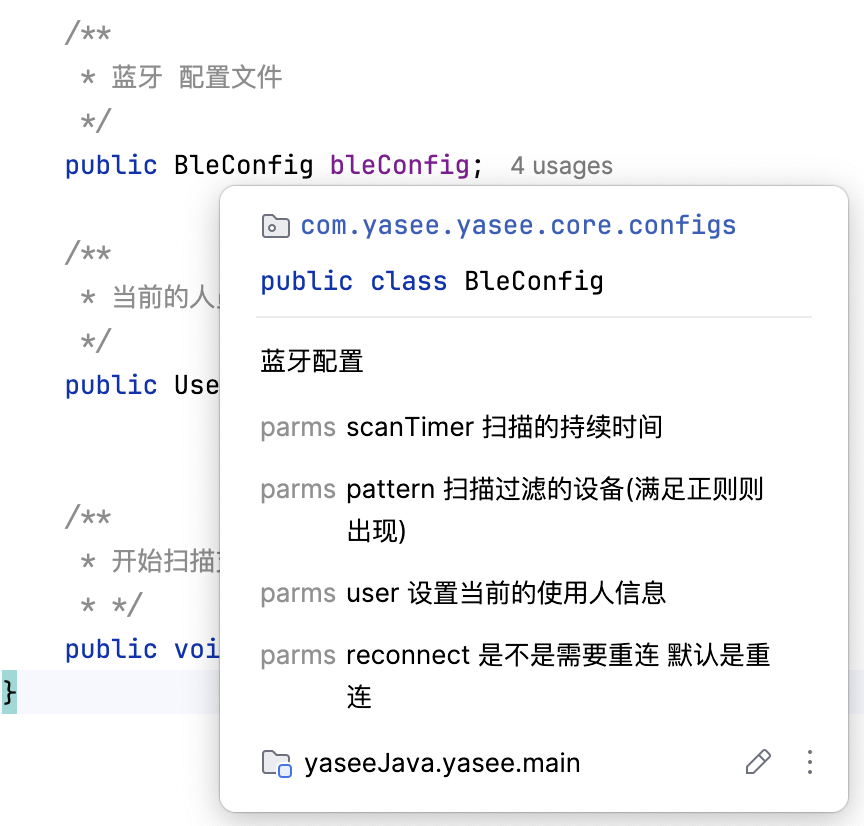 /**
* 蓝牙 配置文件
*/
public BleConfig bleConfig; 4 usages
/**
* 当前的人
*/
public Use
/**
* 开始扫描
* */
public voi
}
com.yasee.yasee.core.configs
public class BleConfig
蓝牙配置
parms scanTimer 扫描的持续时间
parms pattern 扫描过滤的设备(满足正则则
出现)
parms user 设置当前的使用人信息
parms reconnect 是不是需要重连 默认是重
连
yaseeJava.yasee.main